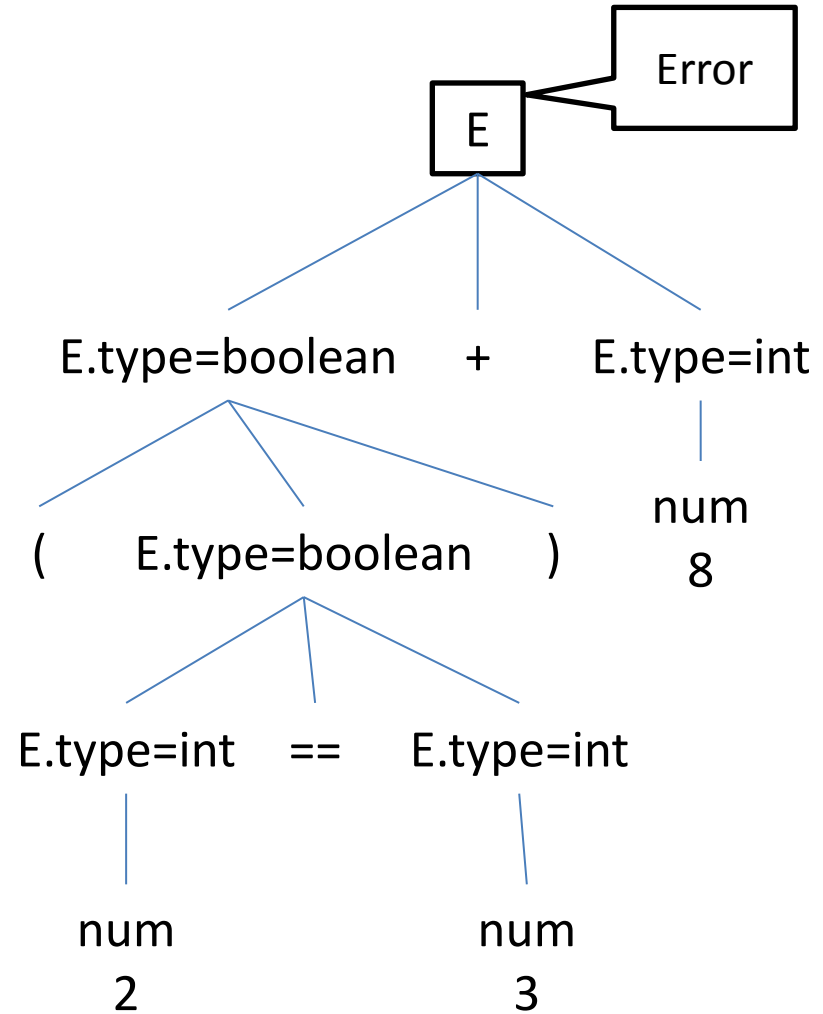 Error
E
E.type=boolean + E.type=int
( E.type=boolean )
num
8
E.type=int == E.type=int
num num
2 3